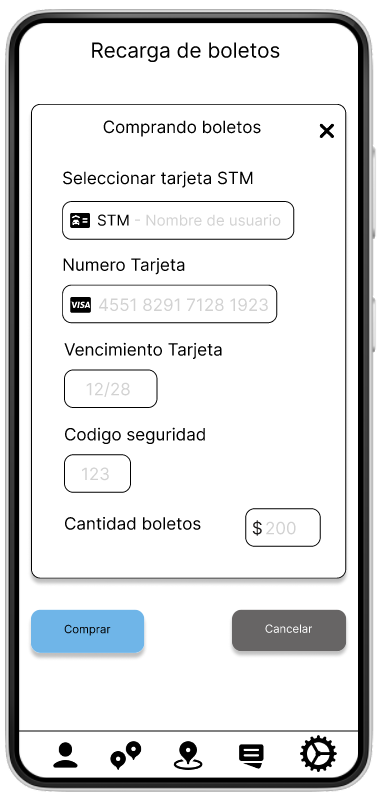 Recarga de boletos
Comprando boletos
Seleccionar tarjeta STM
STM - Nombre de usuario
Numero Tarjeta
VISA 4551 8291 7128 1923
Vencimiento Tarjeta
12/28
Codigo seguridad
123
Cantidad boletos
$200
Comprar
Cancelar